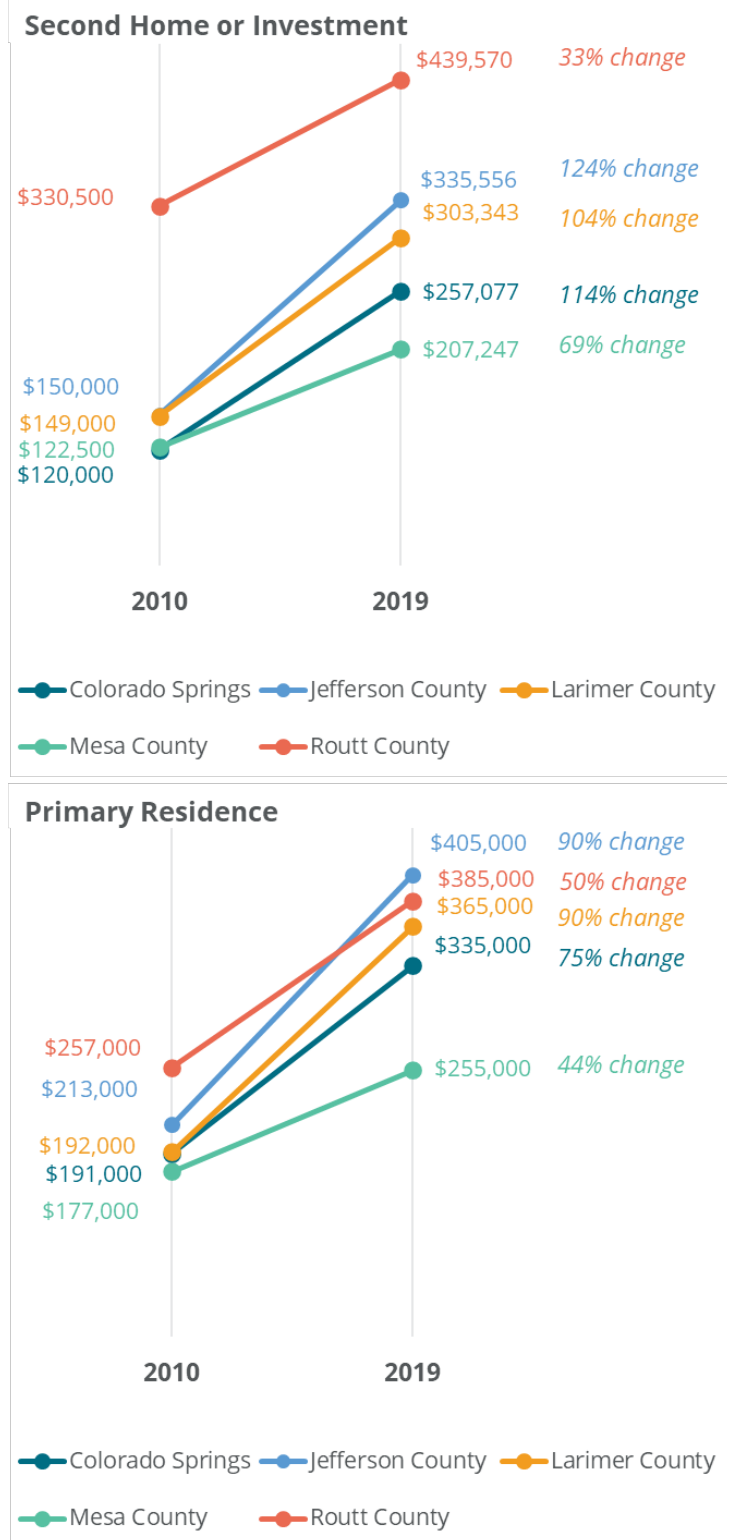 Second Home or Investment
$439,570 33% change
$330,500
$335,556 124% change
$303,343 104% change
$257,077 114% change
$207,247 69% change
$150,000
$149,000
$122,500
$120,000
2010 2019
Colorado Springs Jefferson County Larimer County
Mesa County Routt County
Primary Residence
$405,000 90% change
$385,000 50% change
$365,000 90% change
$335,000 75% change
$257,000
$255,000 44% change
$213,000
$192,000
$191,000
$177,000
2010 2019
Colorado Springs Jefferson County Larimer County
Mesa County Routt County